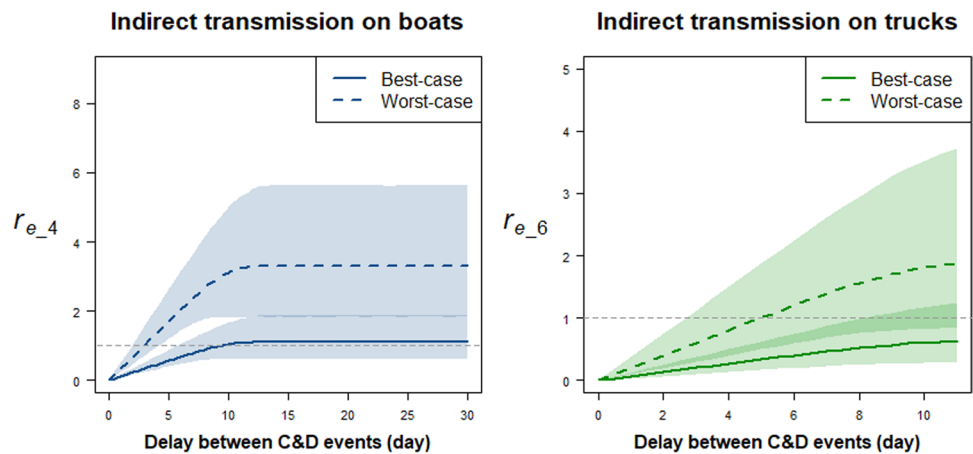 Indirect transmission on boats
Best-case
Worst-case
8
6
4
2
0
r e_4
0 5 10 15 20 25 30
Delay between C&D events (day)
Indirect transmission on trucks
Best-case
Worst-case
5
4
3
2
1
0
r e_6
0 2 4 6 8 10
Delay between C&D events (day)